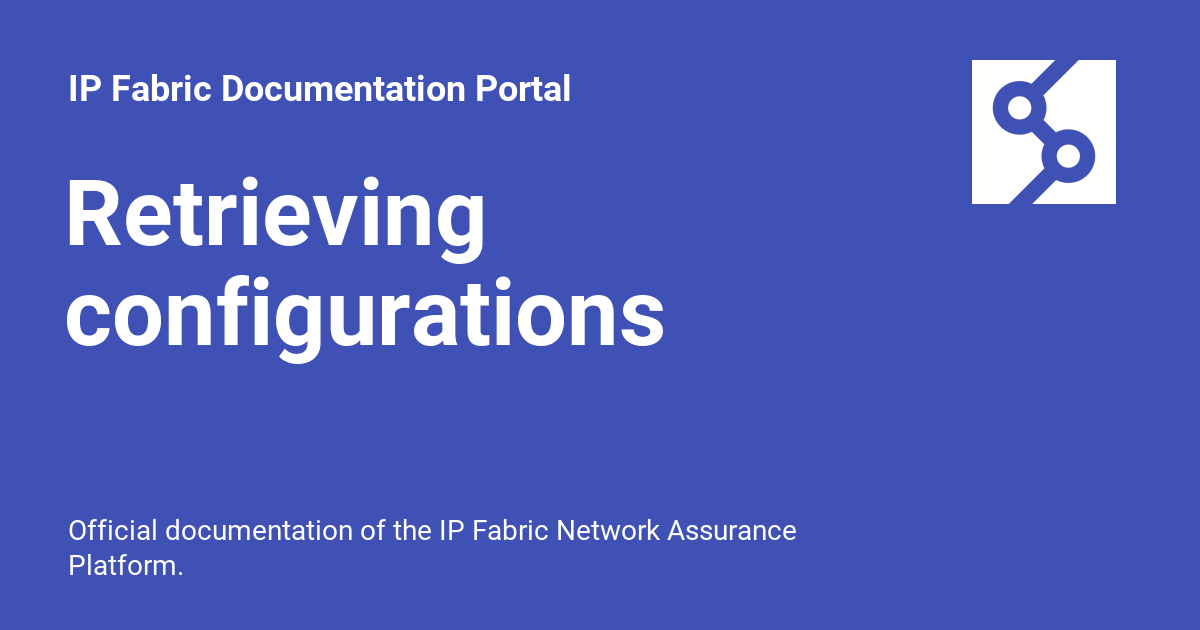 IP Fabric Documentation Portal
Retrieving
configurations
Official documentation of the IP Fabric Network Assurance
Platform.